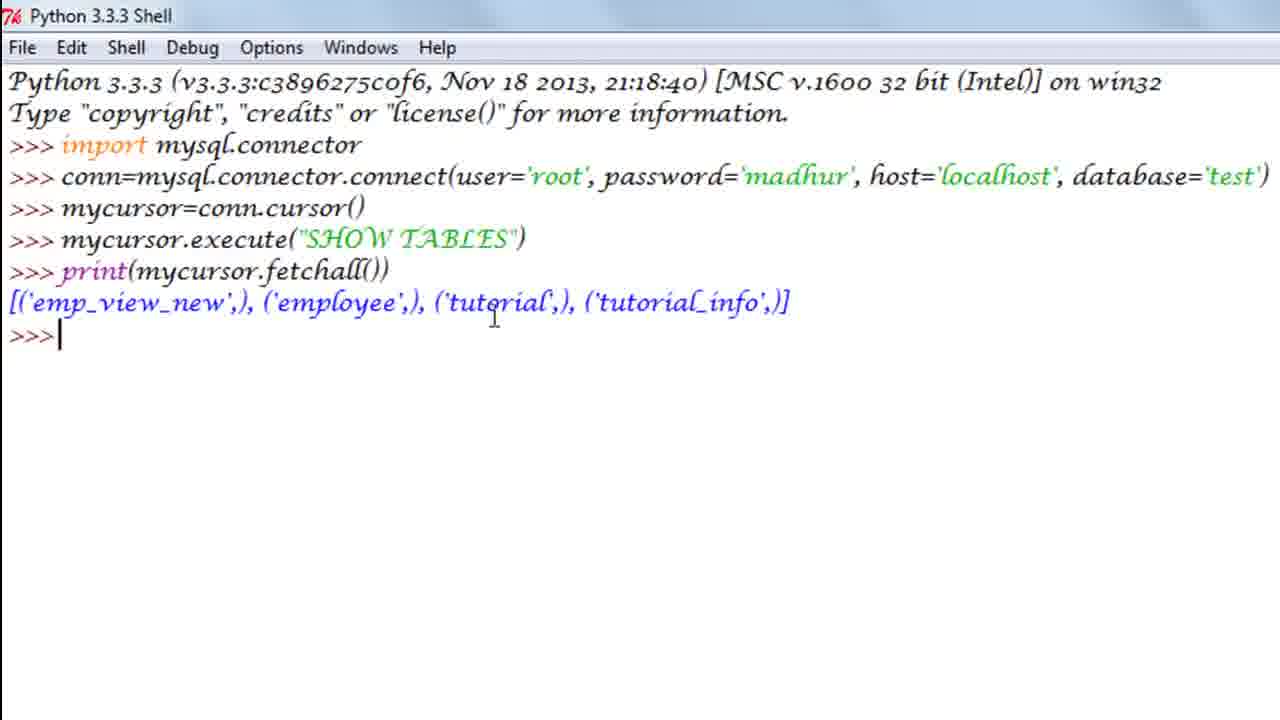 Python 3.3.3 Shell
File Edit Shell Debug Options Windows Help
Python 3.3.3 (v3.3.3:c3896275c0f6, Nov 18 2013, 21:18:40) [MSC v.1600 32 bit (Intel)] on win32
Type "copyright", "credits" or "license()" for more information.
>>> import mysql.connector
>>> conn=mysql.connector.connect(user='root', password='madhur', host='localhost', database='test')
>>> mycursor=conn.cursor()
>>> mycursor.execute("SHOW TABLES")
>>> print(mycursor.fetchall())
[('emp_view_new',), ('employee',), ('tutorial',), ('tutorial_info',)]
>>>